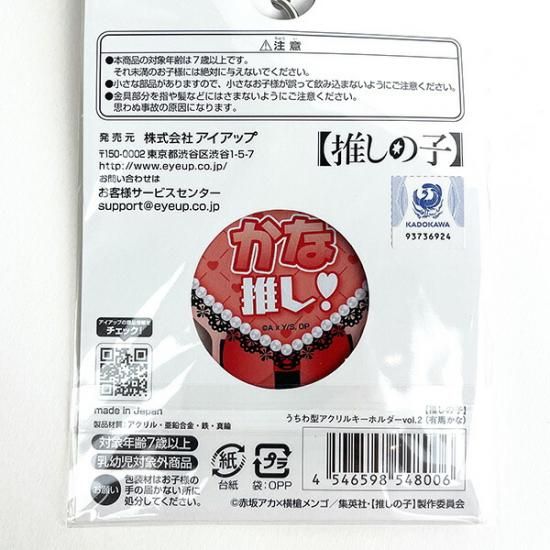 ⚠注意
●本商品の対象年齢は7歳以上です。
それ未満のお子様には絶対に与えないでください。
●小さな部品がありますので、小さなお子様が誤って飲み込まないようにご注意ください。
●金具部分を指や髪などにはさまないようにご注意ください。
思わぬ事故の原因になります。
発売元 株式会社 アイアップ
〒150-0002 東京都渋谷区渋谷1-5-7
http://www.eyeup.co.jp/
お問い合わせは
お客様サービスセンター
support@eyeup.co.jp
【推しの子】
KADOKAWA
93736924
かな
推し!
©A x Y/S, OP
アイアップの商品情報を
チェック!
made in Japan
製品材質:アクリル・亜鉛合金・鉄・真鍮
【推しの子】
うちわ型アクリルキーホルダーvol.2 (有馬かな)
対象年齢7歳以上
乳幼児対象外商品
お願い
包装材はお子様の
手の届かない所に
処分してください。
紙
台紙
プラ
袋:OPP
4 546598 548006
©赤坂アカ×横槍メンゴ/集英社・【推しの子】製作委員会